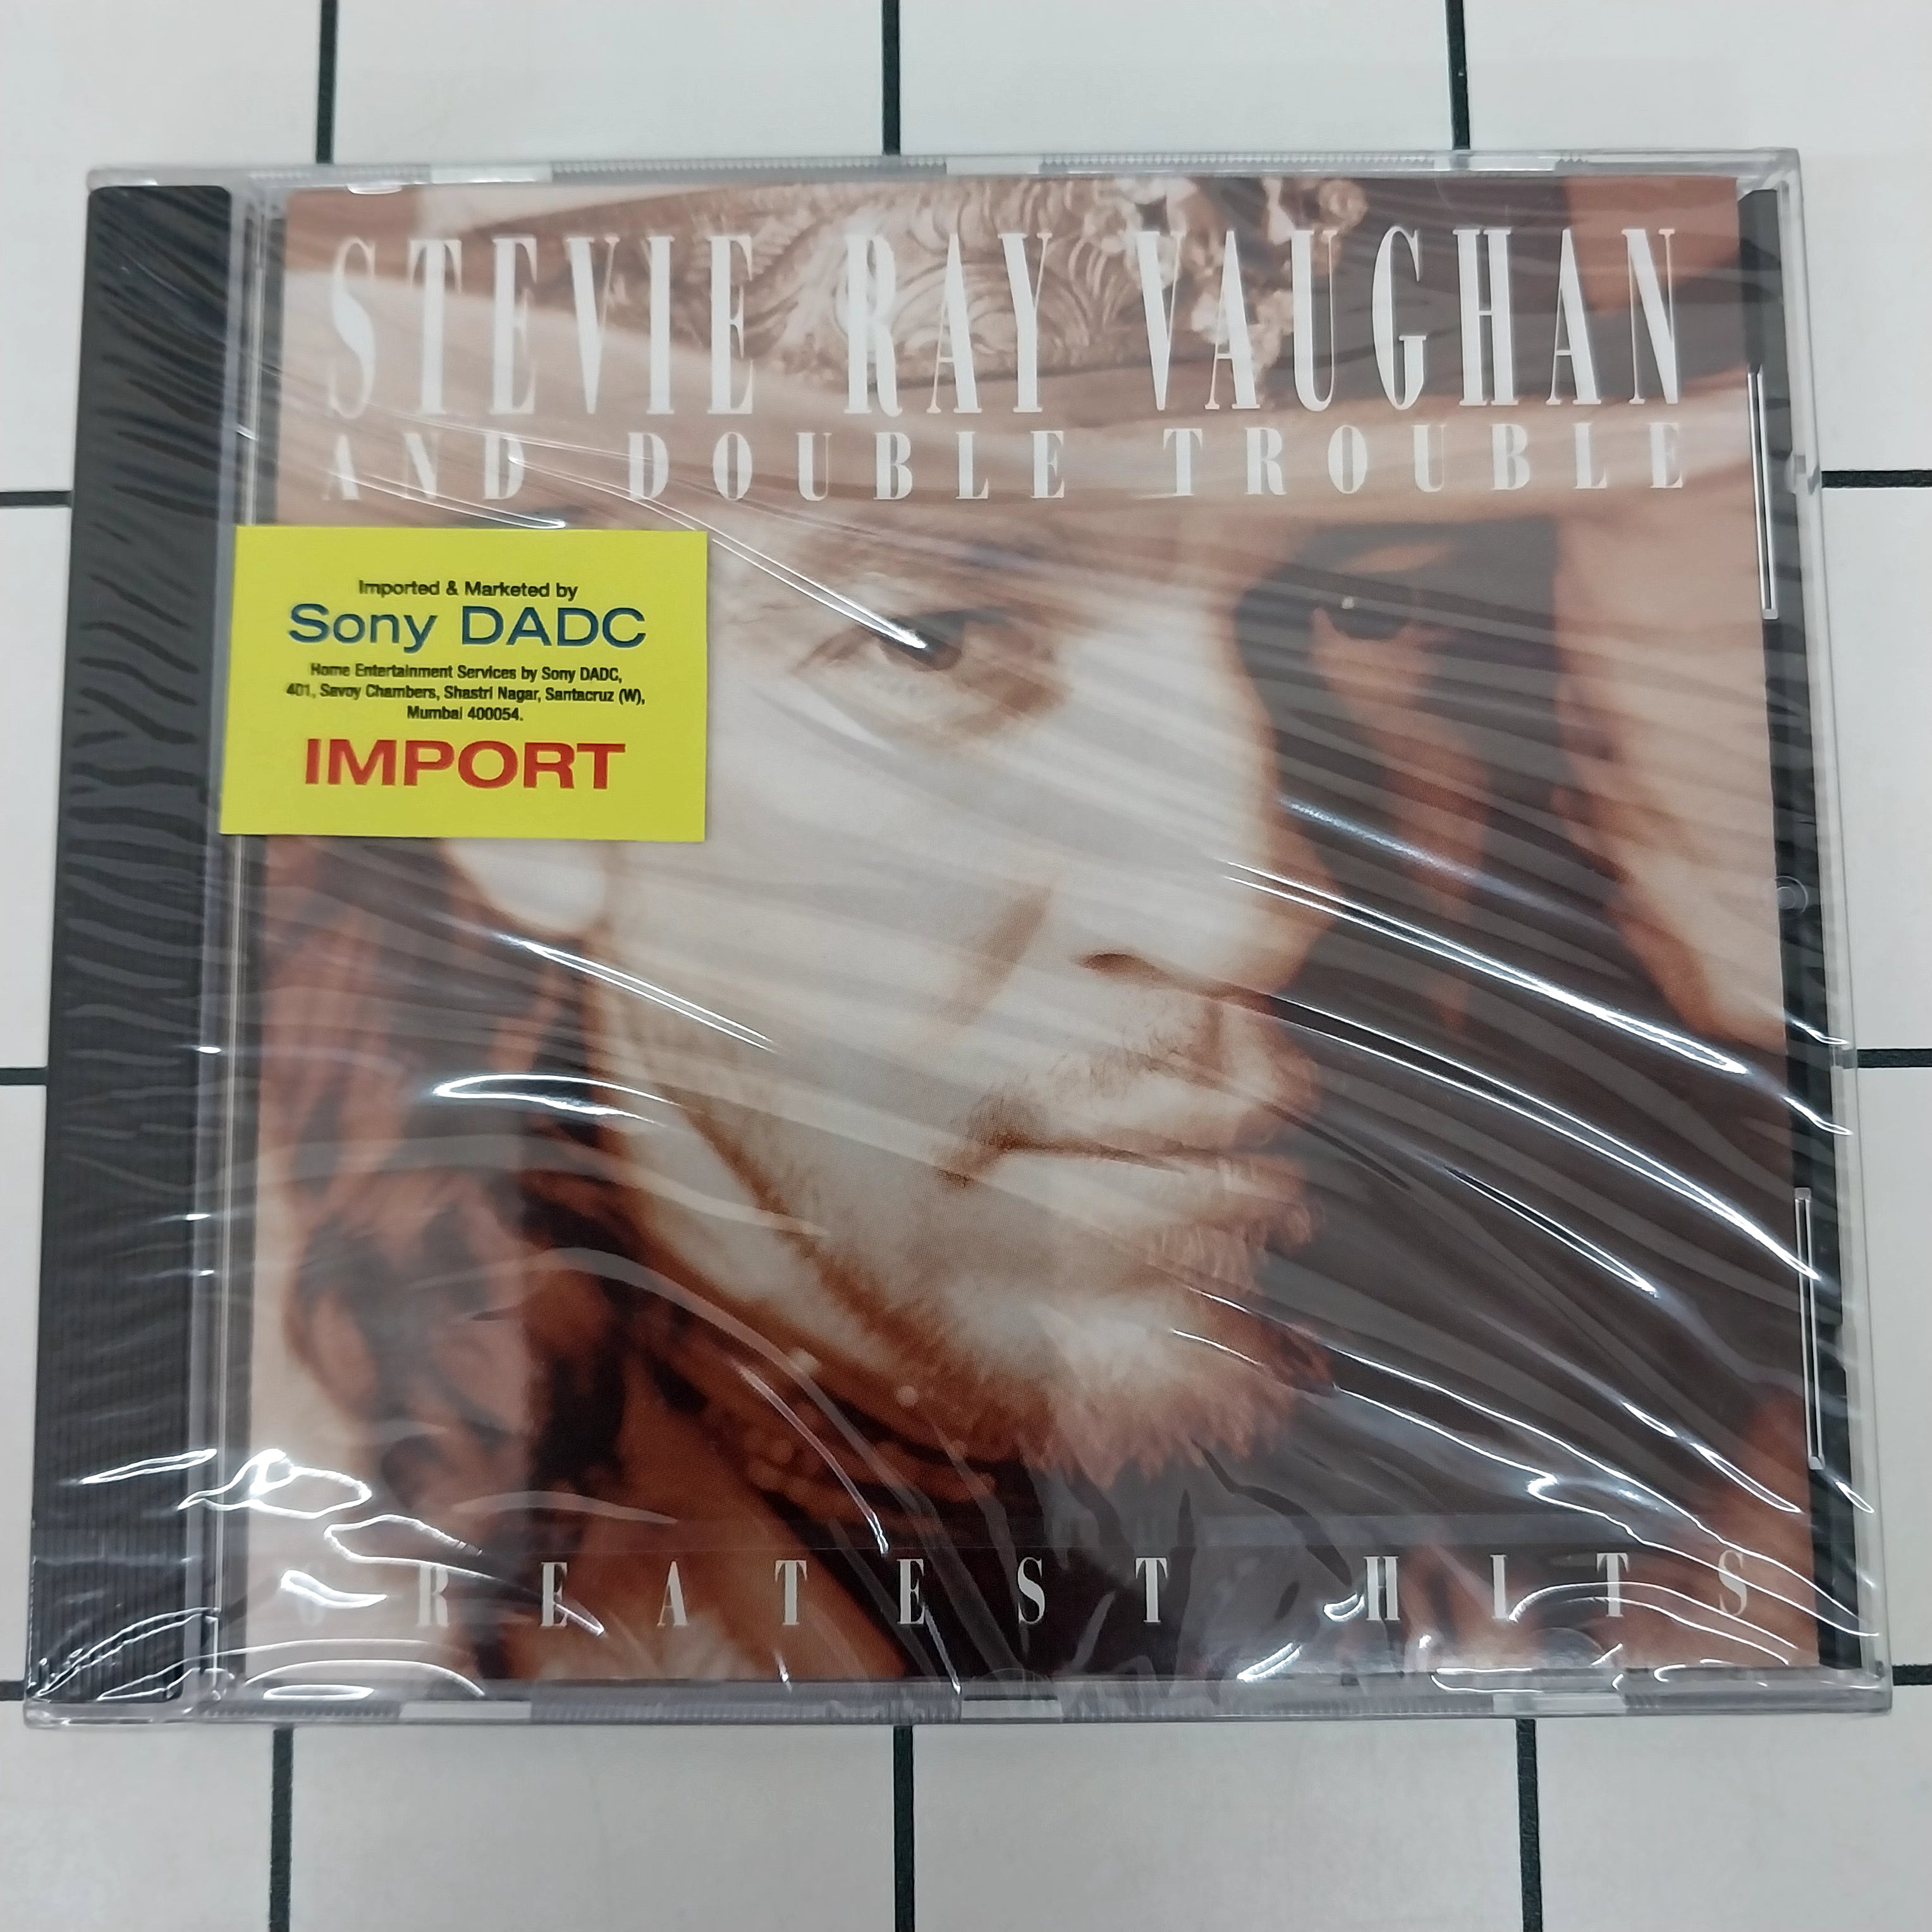 STEVIE RAY VAUGHAN
AND DOUBLE TROUBLE
Imported & Marketed by
Sony DADC
Home Entertainment Services by Sony DADC,
401, Savoy Chambers, Shastri Nagar, Santacruz (W),
Mumbai 400054.
IMPORT
GREATEST HITS